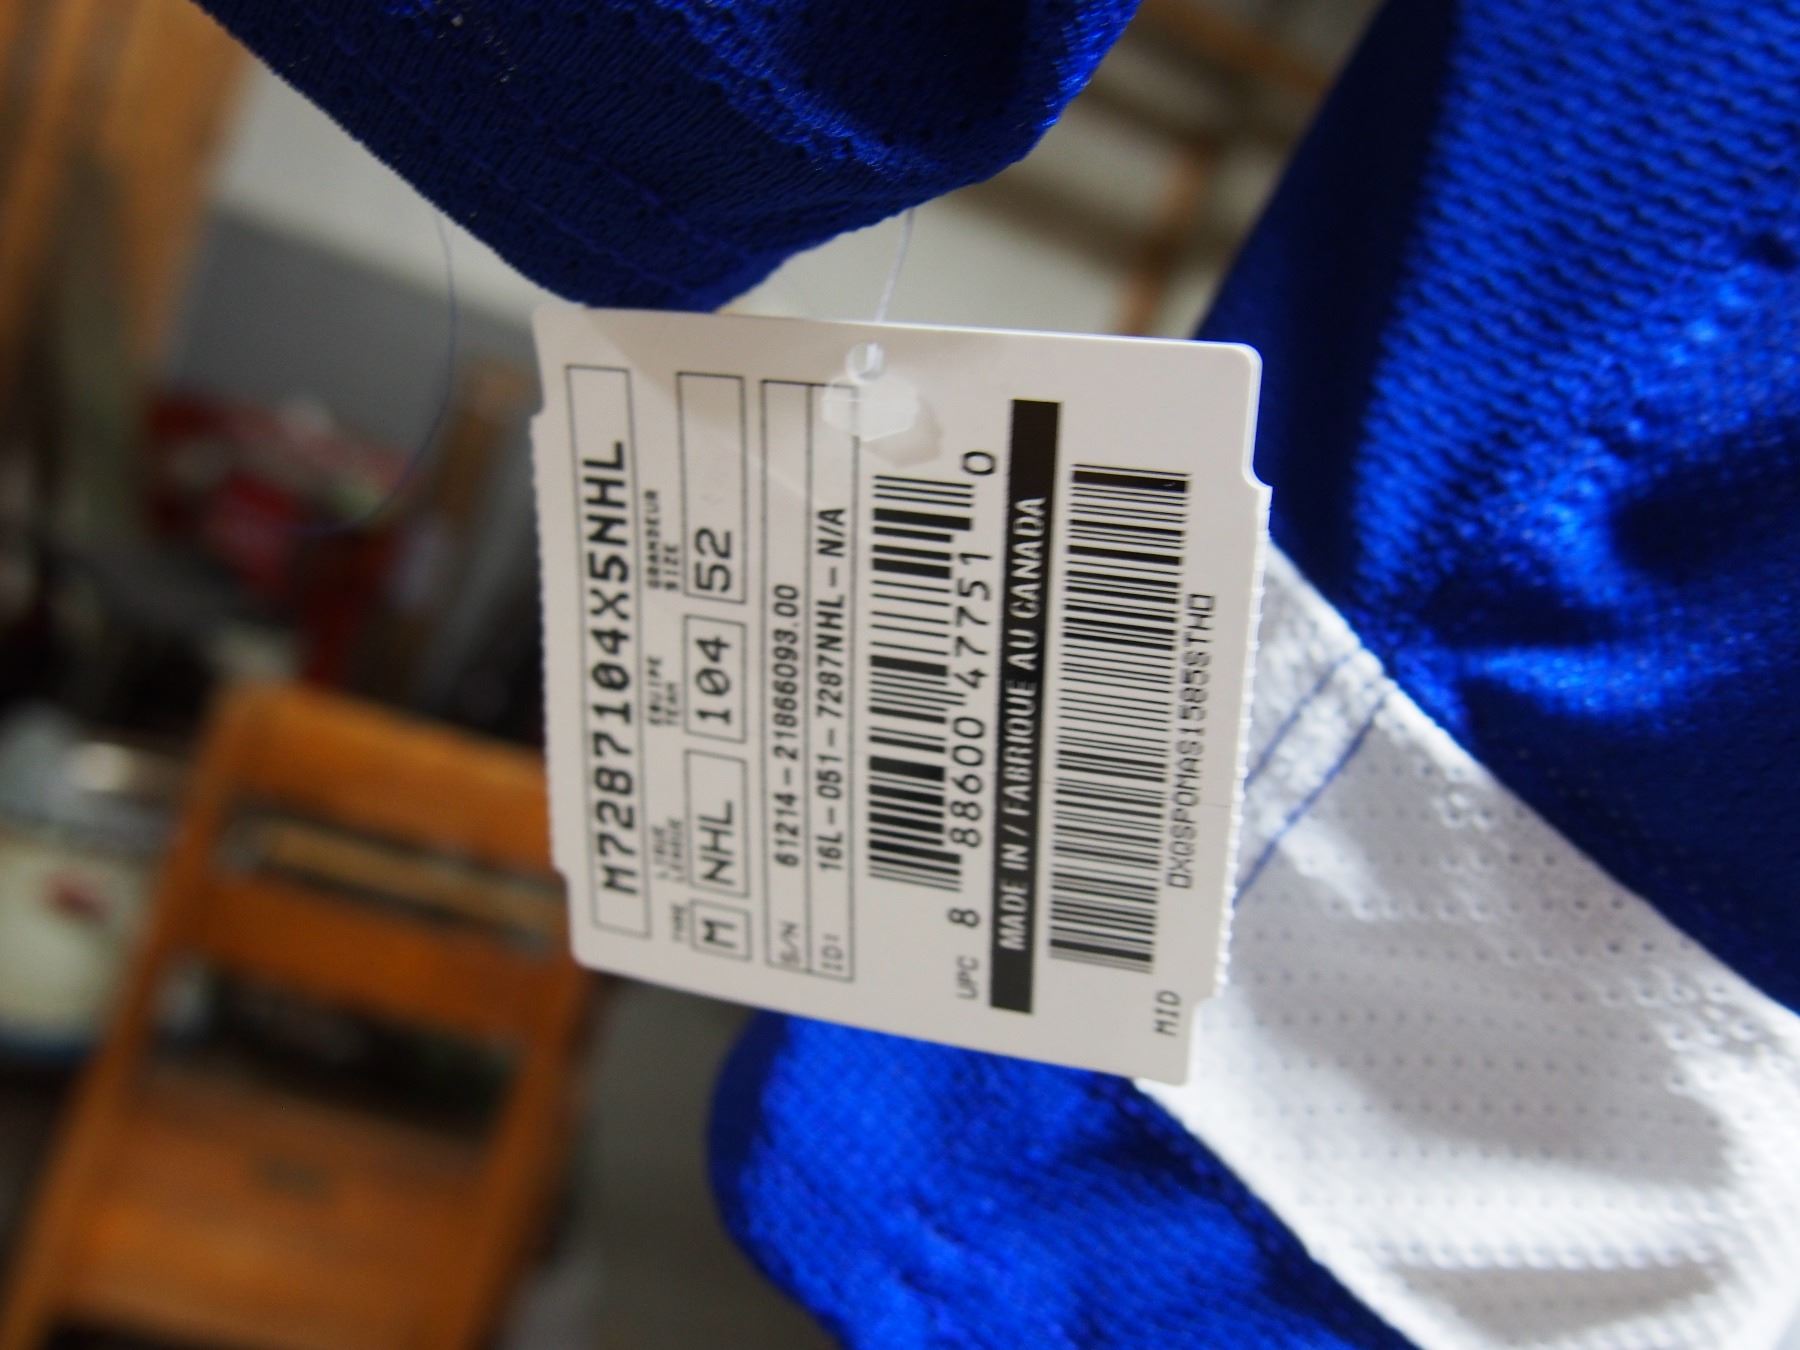 M7287104X5NHL
TYPE
LIGUE LEAGUE
EQUIPE TEAM
GRANDEUR SIZE
M NHL 104 52
S/N 61214-21866093.00
ID: 16L-051-7287NHL-N/A
UPC 8 88600 47751 0
MADE IN / FABRIQUE AU CANADA
MID